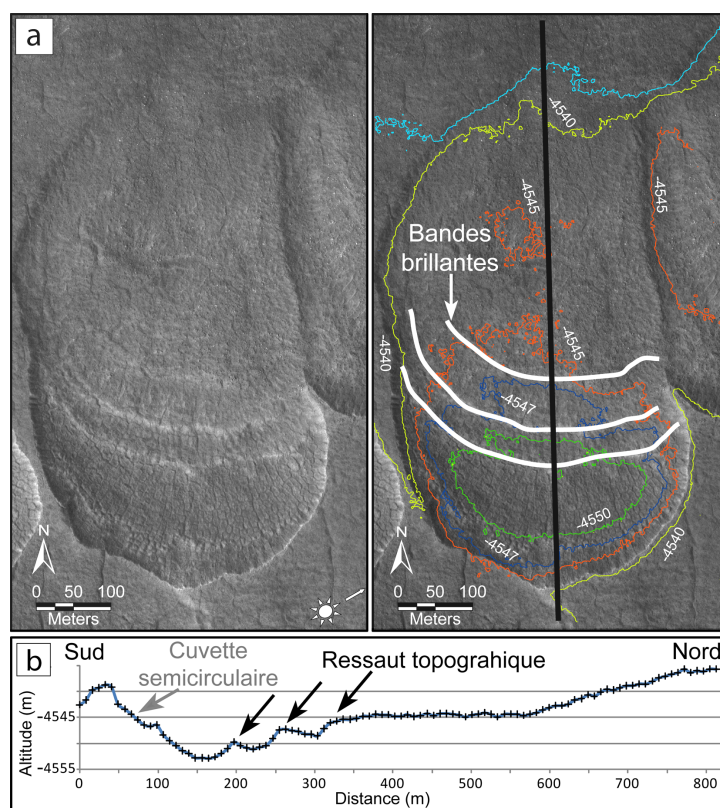 a
N
0 50 100
Meters
-4540
-4545
-4545
Bandes
brillantes
-4545
-4540
-4547
-4550
-4547
-4540
N
0 50 100
Meters
b
Sud
Cuvette
semicirculaire
Ressaut topograhique
Nord
Altitude (m)
-4545
-4555
0 100 200 300 400 500 600 700 800
Distance (m)